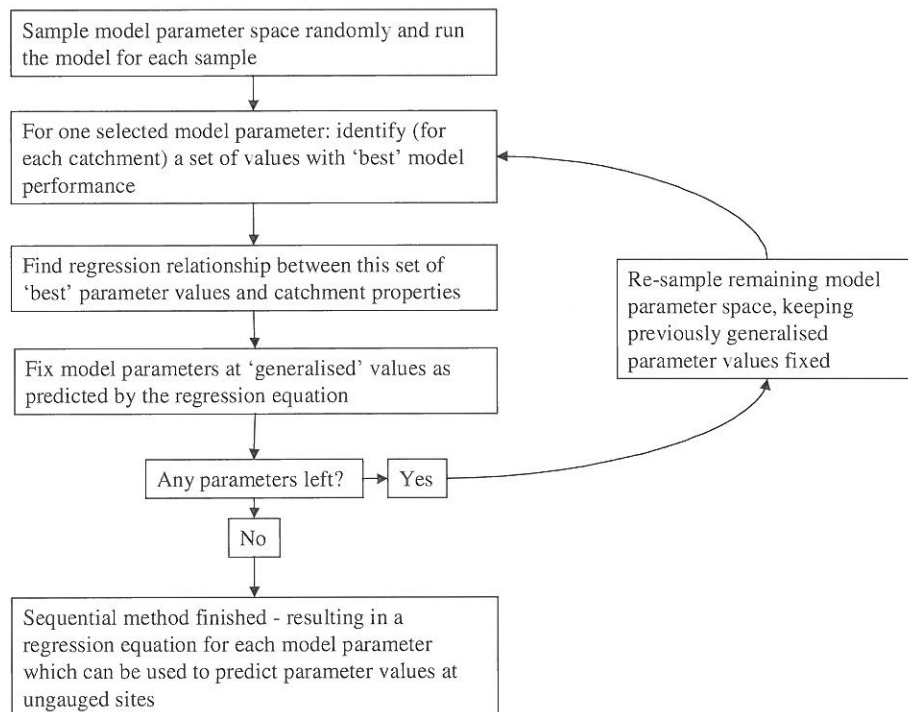 Sample model parameter space randomly and run
the model for each sample
For one selected model parameter: identify (for
each catchment) a set of values with ‘best’ model
performance
Find regression relationship between this set of
‘best’ parameter values and catchment properties
Fix model parameters at ‘generalised’ values as
predicted by the regression equation
Any parameters left?
Yes
Re-sample remaining model
parameter space, keeping
previously generalised
parameter values fixed
No
Sequential method finished - resulting in a
regression equation for each model parameter
which can be used to predict parameter values at
ungauged sites